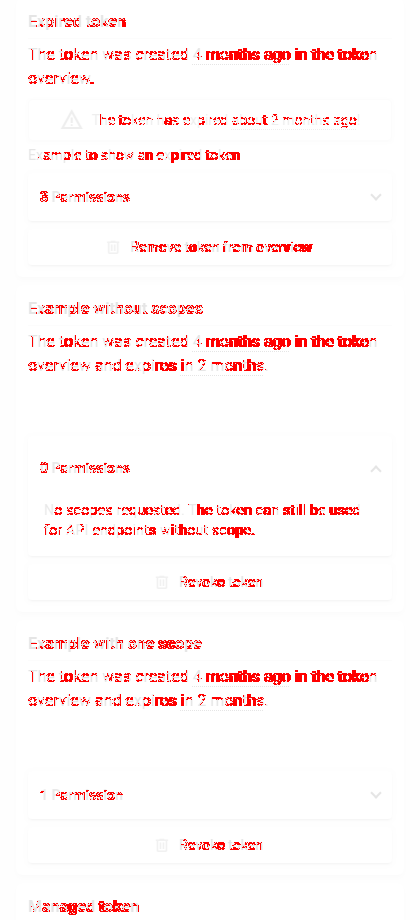 Expired token
The token was created 4 months ago in the token
overview.
The token has expired about 2 months ago
Example to show an expired token
Permissions
Remove token from overview
Example without scopes
The token was created 4 months ago in the token
overview and expires in 2 months.
0 Permissions
No scopes requested. The token can still be used
for API endpoints without scope.
Revoke token
Example with one scope
The token was created 4 months ago in the token
overview and expires in 2 months.
1 Permission
Revoke token
Managed token